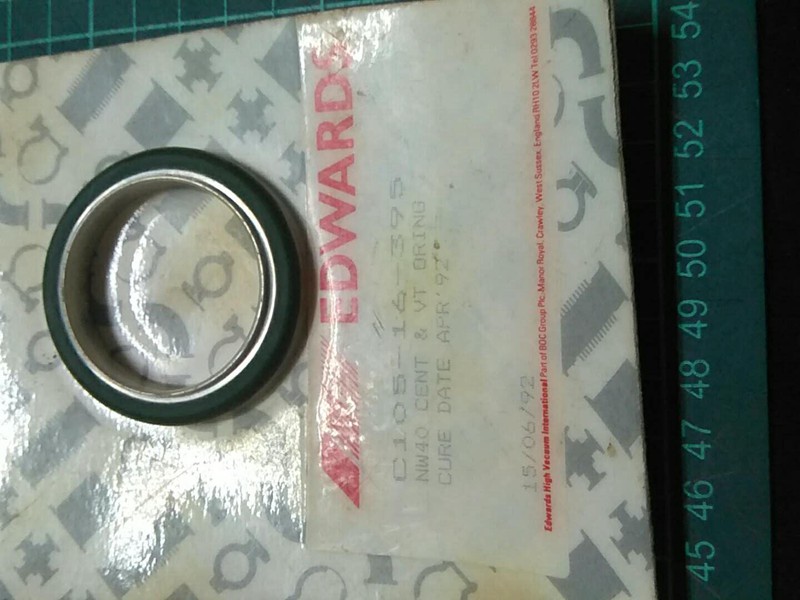 EDWARDS
C105-14-395
NW40 CENT & VT ORING
CURE DATE APR'92
15/06/92
Edwards High Vacuum International Part of BOC Group Plc, Manor Royal, Crawley, West Sussex, England RH10 2LW Tel 0293 28844
45 46 47 48 49 50 51 52 53 54